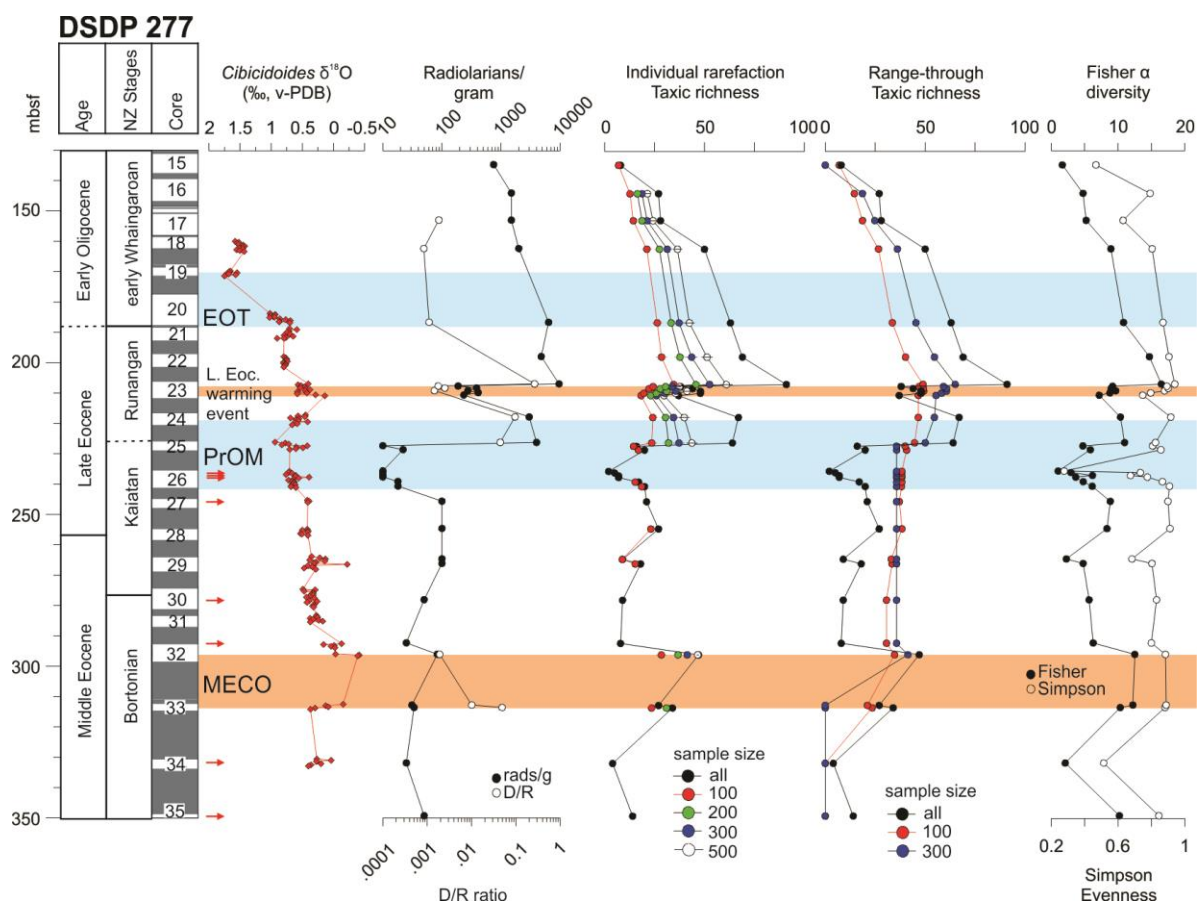 DSDP 277
mbsf
Age
NZ Stages
Core
Cibicidoides δ18O
(‰, v-PDB)
2 1.5 1 0.5 0 -0.5
Radiolarians/
gram
10 100 1000 10000
Individual rarefaction
Taxic richness
0 50 100
Range-through
Taxic richness
0 50 100
Fisher α
diversity
0 10 20
150
200
250
300
350
Early Oligocene
Late Eocene
Middle Eocene
early Whaingaroan
Runangan
Kaiatan
Bortonian
15
16
17
18
19
20
21
22
23
24
25
26
27
28
29
30
31
32
33
34
35
EOT
L. Eoc.
warming
event
PrOM
MECO
rads/g
D/R
.0001 .001 .01 0.1 1
D/R ratio
sample size
all
100
200
300
500
sample size
all
100
300
Fisher
Simpson
0.2 0.6 1
Simpson
Evenness